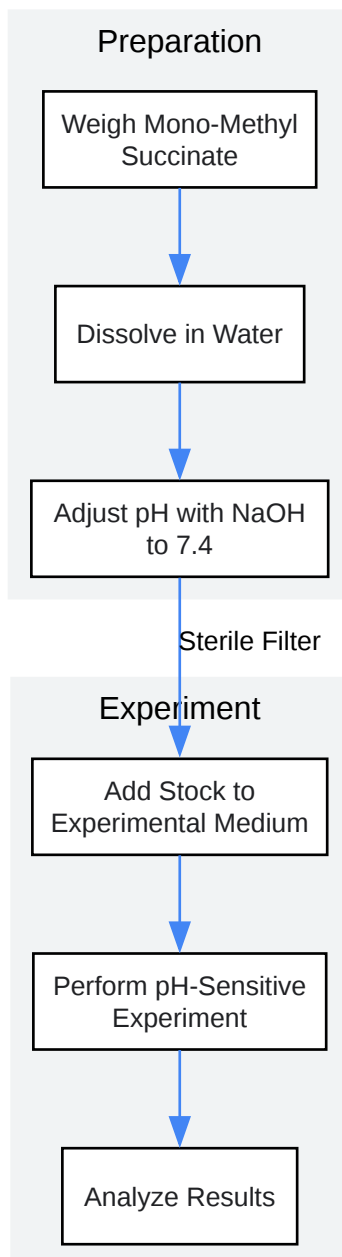 Preparation
Weigh Mono-Methyl
Succinate
Dissolve in Water
Adjust pH with NaOH
to 7.4
Sterile Filter
Experiment
Add Stock to
Experimental Medium
Perform pH-Sensitive
Experiment
Analyze Results